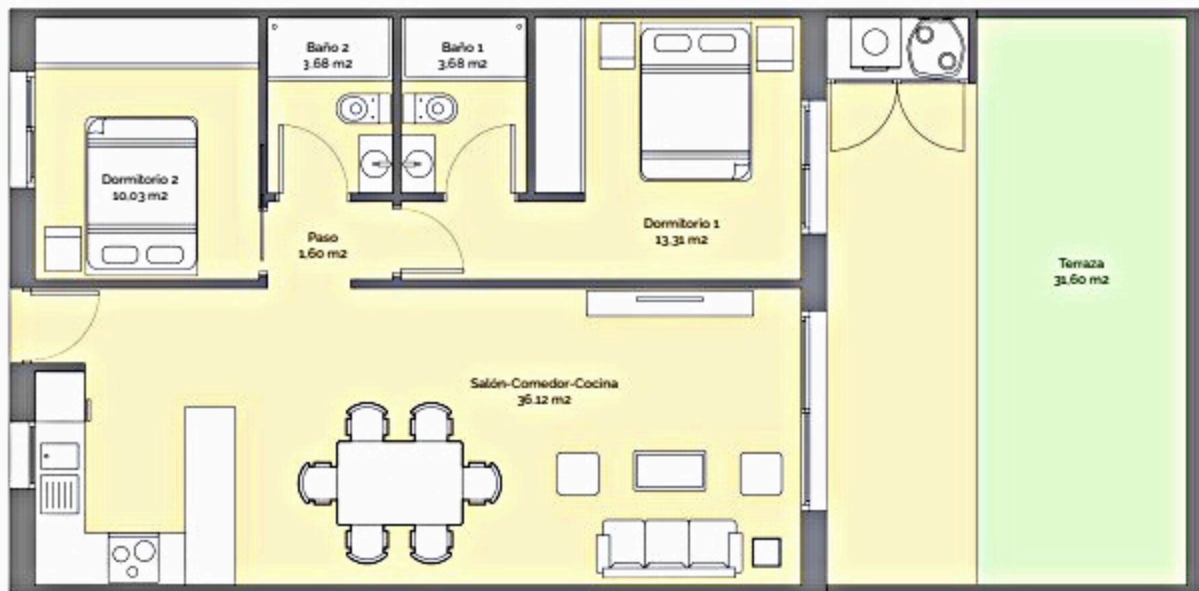 Baño 2
3.68 m2
Baño 1
3.68 m2
Dormitorio 2
10,03 m2
Dormitorio 1
13,31 m2
Paso
1,60 m2
Terraza
31,60 m2
Salón-Comedor-Cocina
36.12 m2